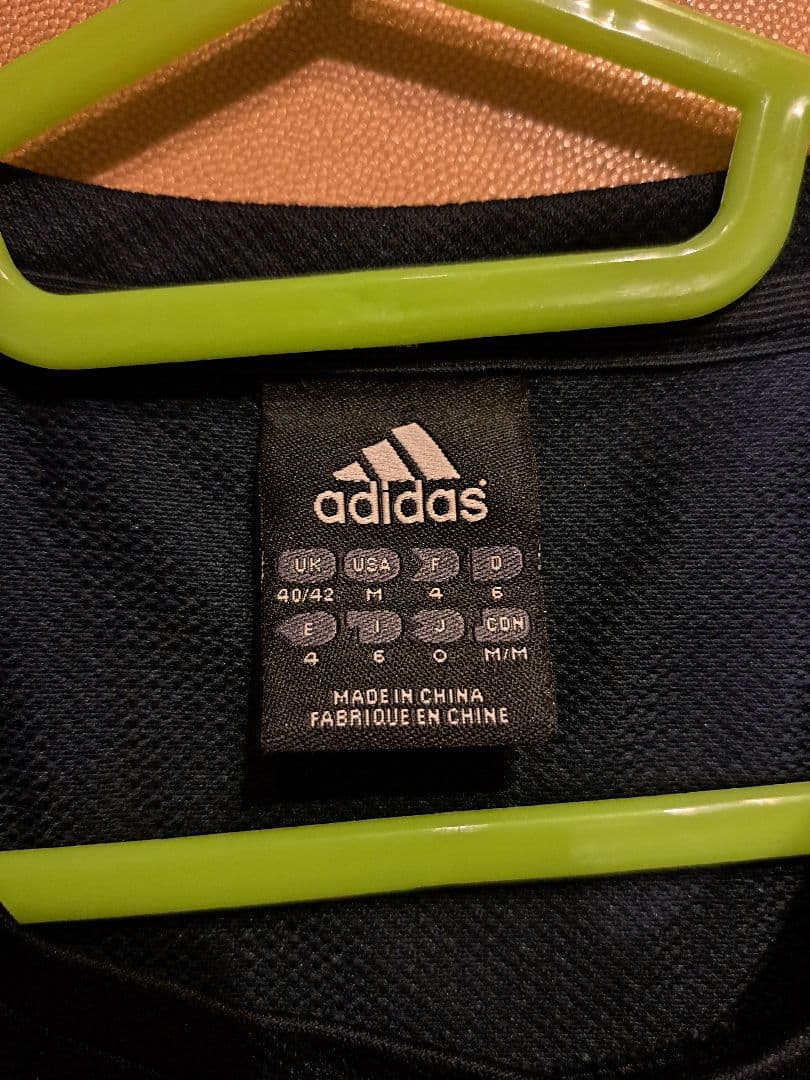 adidas
UK USA F D
40/42 M 4 6
E I J CDN
4 6 O M/M
MADE IN CHINA
FABRIQUE EN CHINE